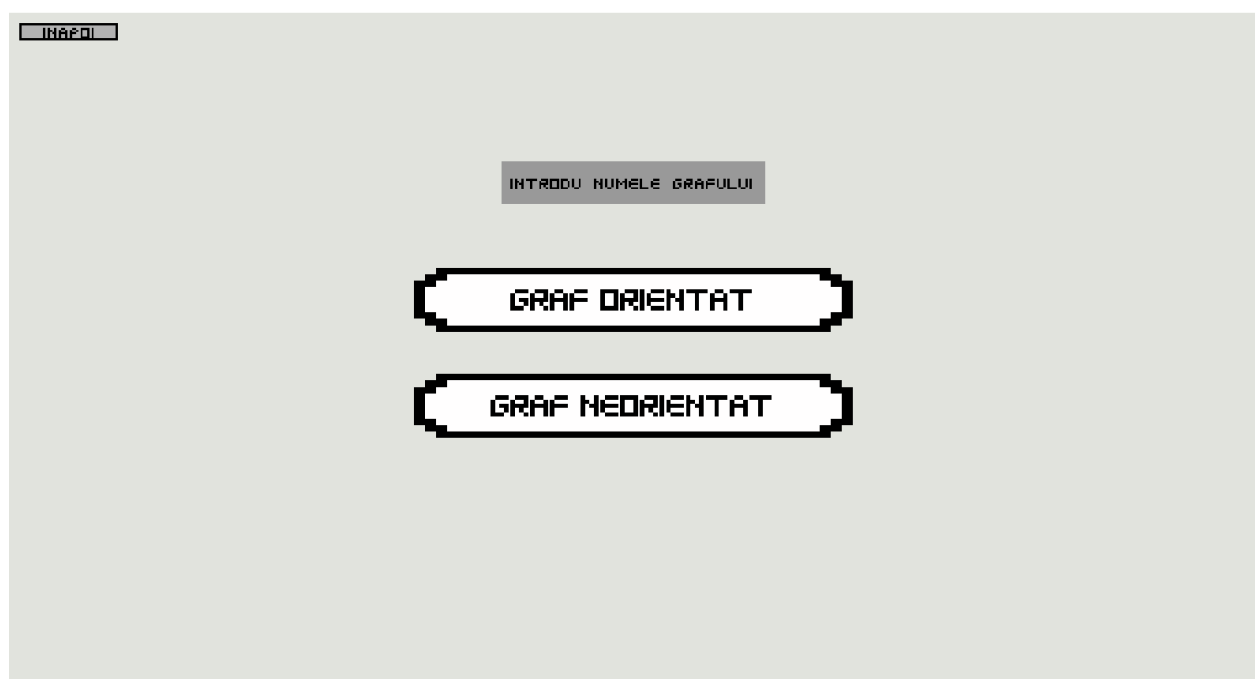 INAPOI
INTRODU NUMELE GRAFULUI
GRAF ORIENTAT
GRAF NEORIENTAT